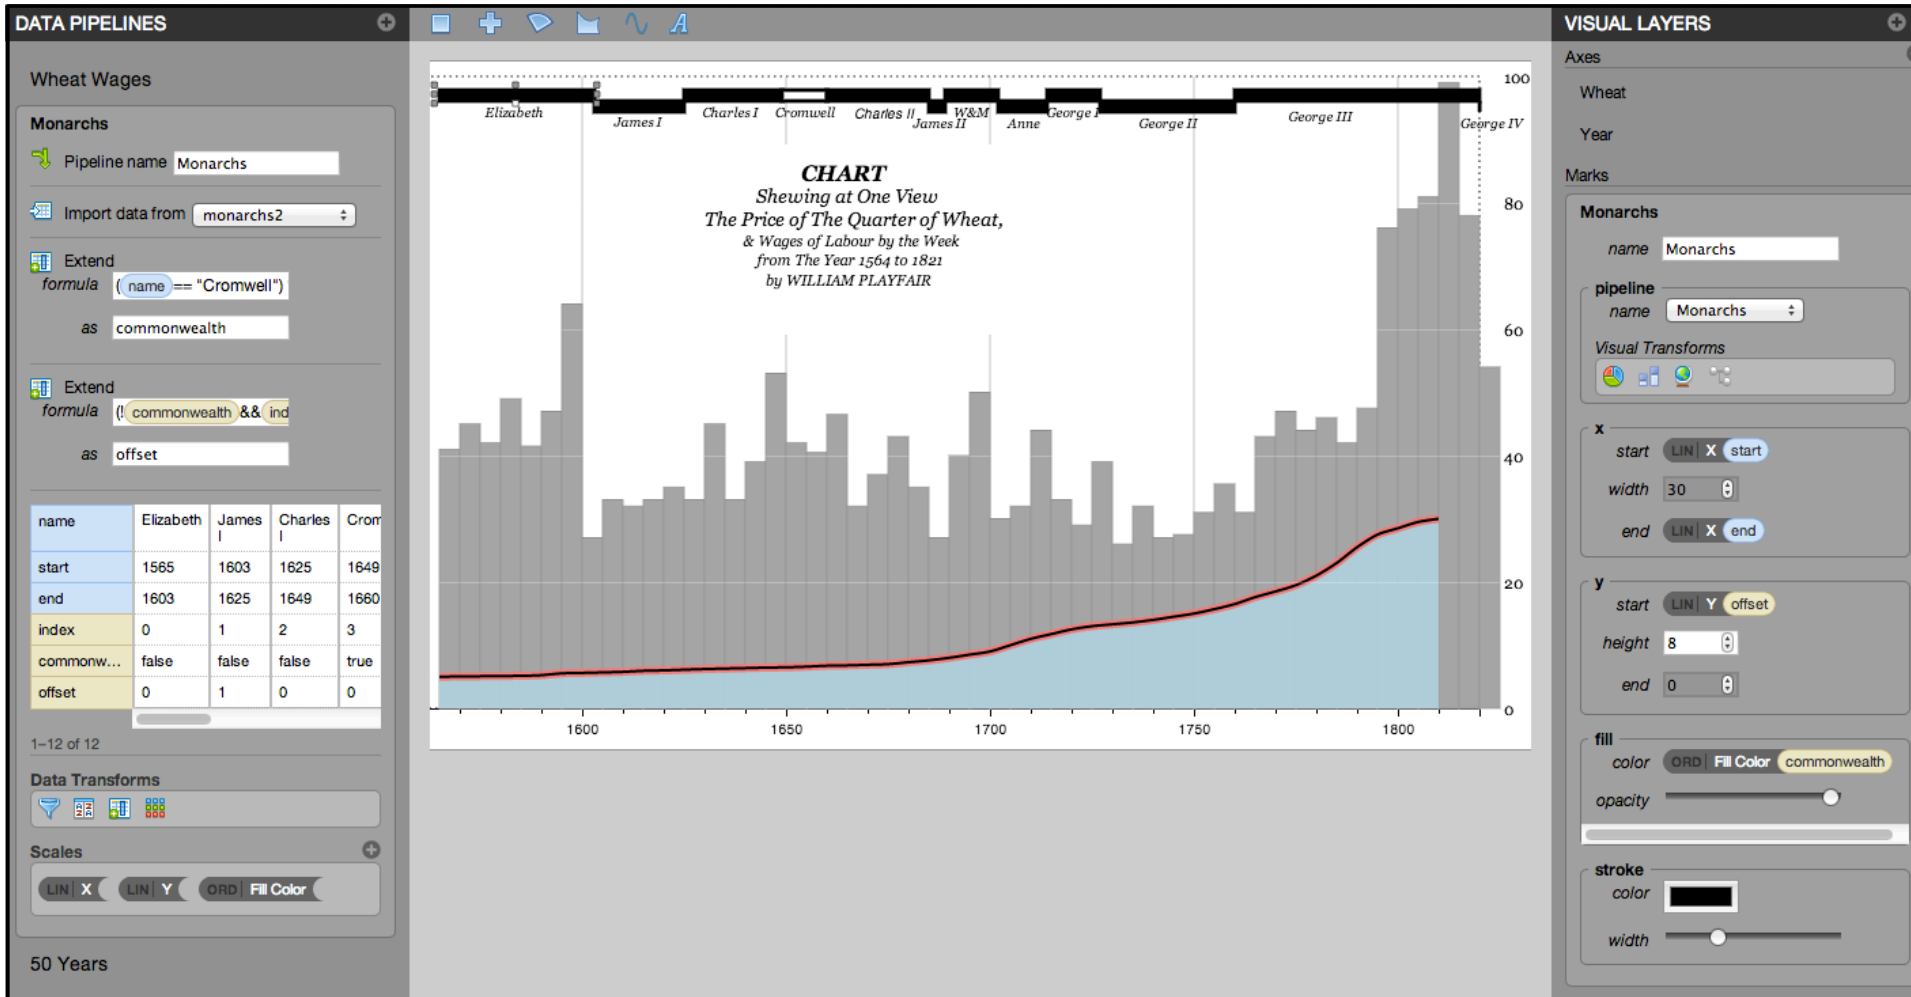 DATA PIPELINES
Wheat Wages
Monarchs
Pipeline name Monarchs
Import data from monarchs2
Extend
formula (name == "Cromwell")
as commonwealth
Extend
formula (! commonwealth && ind
as offset
name Elizabeth James I Charles I Crom
start 1565 1603 1625 1649
end 1603 1625 1649 1660
index 0 1 2 3
commonw... false false false true
offset 0 1 0 0
1–12 of 12
Data Transforms
Scales
LIN X LIN Y ORD Fill Color
50 Years
A
Elizabeth James I Charles I Cromwell Charles II James II W&M Anne George I George II George III George IV
CHART
Shewing at One View
The Price of The Quarter of Wheat,
& Wages of Labour by the Week
from The Year 1564 to 1821
by WILLIAM PLAYFAIR
100
80
60
40
20
0
1600 1650 1700 1750 1800
VISUAL LAYERS
Axes
Wheat
Year
Marks
Monarchs
name Monarchs
pipeline
name Monarchs
Visual Transforms
x
start LIN X start
width 30
end LIN X end
y
start LIN Y offset
height 8
end 0
fill
color ORD Fill Color commonwealth
opacity
stroke
color
width